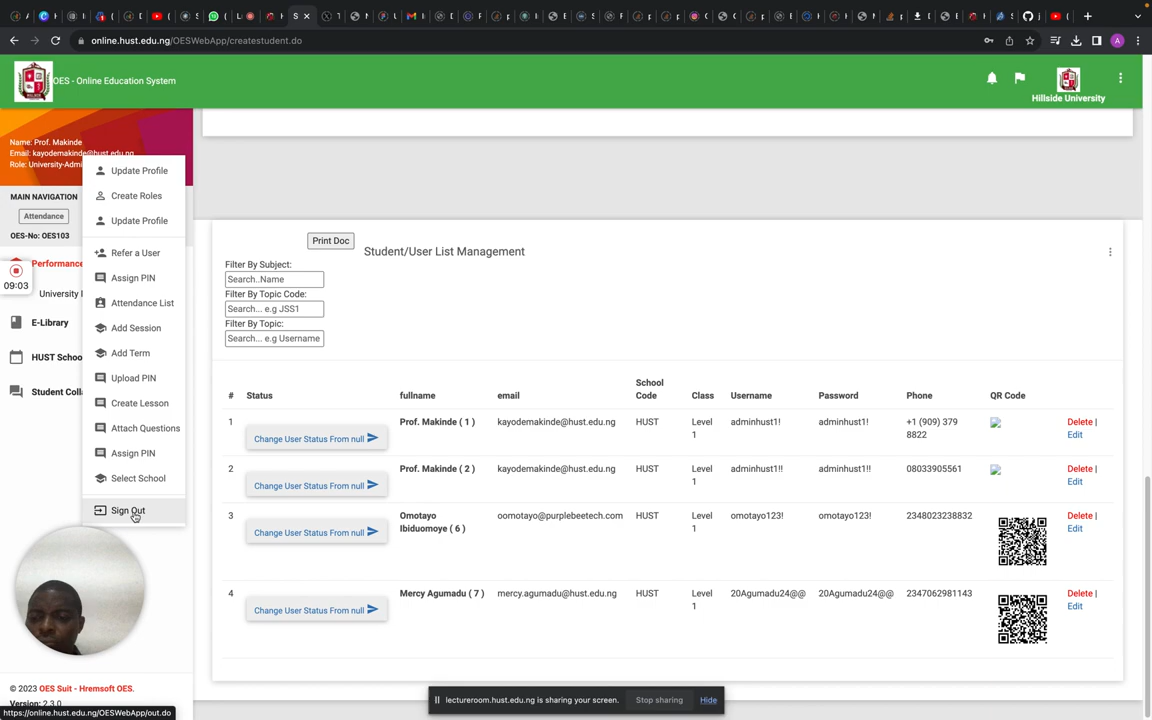 online.hust.edu.ng/OESWebApp/createstudent.do
OES - Online Education System
Hillside University
Name: Prof. Makinde
Email: kayodemakinde@hust.edu.ng
Role: University-Admi
MAIN NAVIGATION
Attendance
OES-No: OES103
Performance
University
E-Library
HUST Schoo
Student Colla
09:03
Update Profile
Create Roles
Update Profile
Refer a User
Assign PIN
Attendance List
Add Session
Add Term
Upload PIN
Create Lesson
Attach Questions
Assign PIN
Select School
Sign Out
Print Doc
Student/User List Management
Filter By Subject:
Search..Name
Filter By Topic Code:
Search... e.g JSS1
Filter By Topic:
Search... e.g Username
# Status fullname email School Code Class Username Password Phone QR Code
1 Change User Status From null Prof. Makinde ( 1 ) kayodemakinde@hust.edu.ng HUST Level 1 adminhust1! adminhust1! +1 (909) 379 8822 Delete | Edit
2 Change User Status From null Prof. Makinde ( 2 ) kayodemakinde@hust.edu.ng HUST Level 1 adminhust1!! adminhust1!! 08033905561 Delete | Edit
3 Change User Status From null Omotayo Ibiduomoye ( 6 ) oomotayo@purplebeetech.com HUST Level 1 omotayo123! omotayo123! 2348023238832 Delete | Edit
4 Change User Status From null Mercy Agumadu ( 7 ) mercy.agumadu@hust.edu.ng HUST Level 1 20Agumadu24@@ 20Agumadu24@@ 2347062981143 Delete | Edit
© 2023 OES Suit - Hremsoft OES.
Version: 2.3.0
https://online.hust.edu.ng/OESWebApp/out.do
lectureroom.hust.edu.ng is sharing your screen.
Stop sharing
Hide